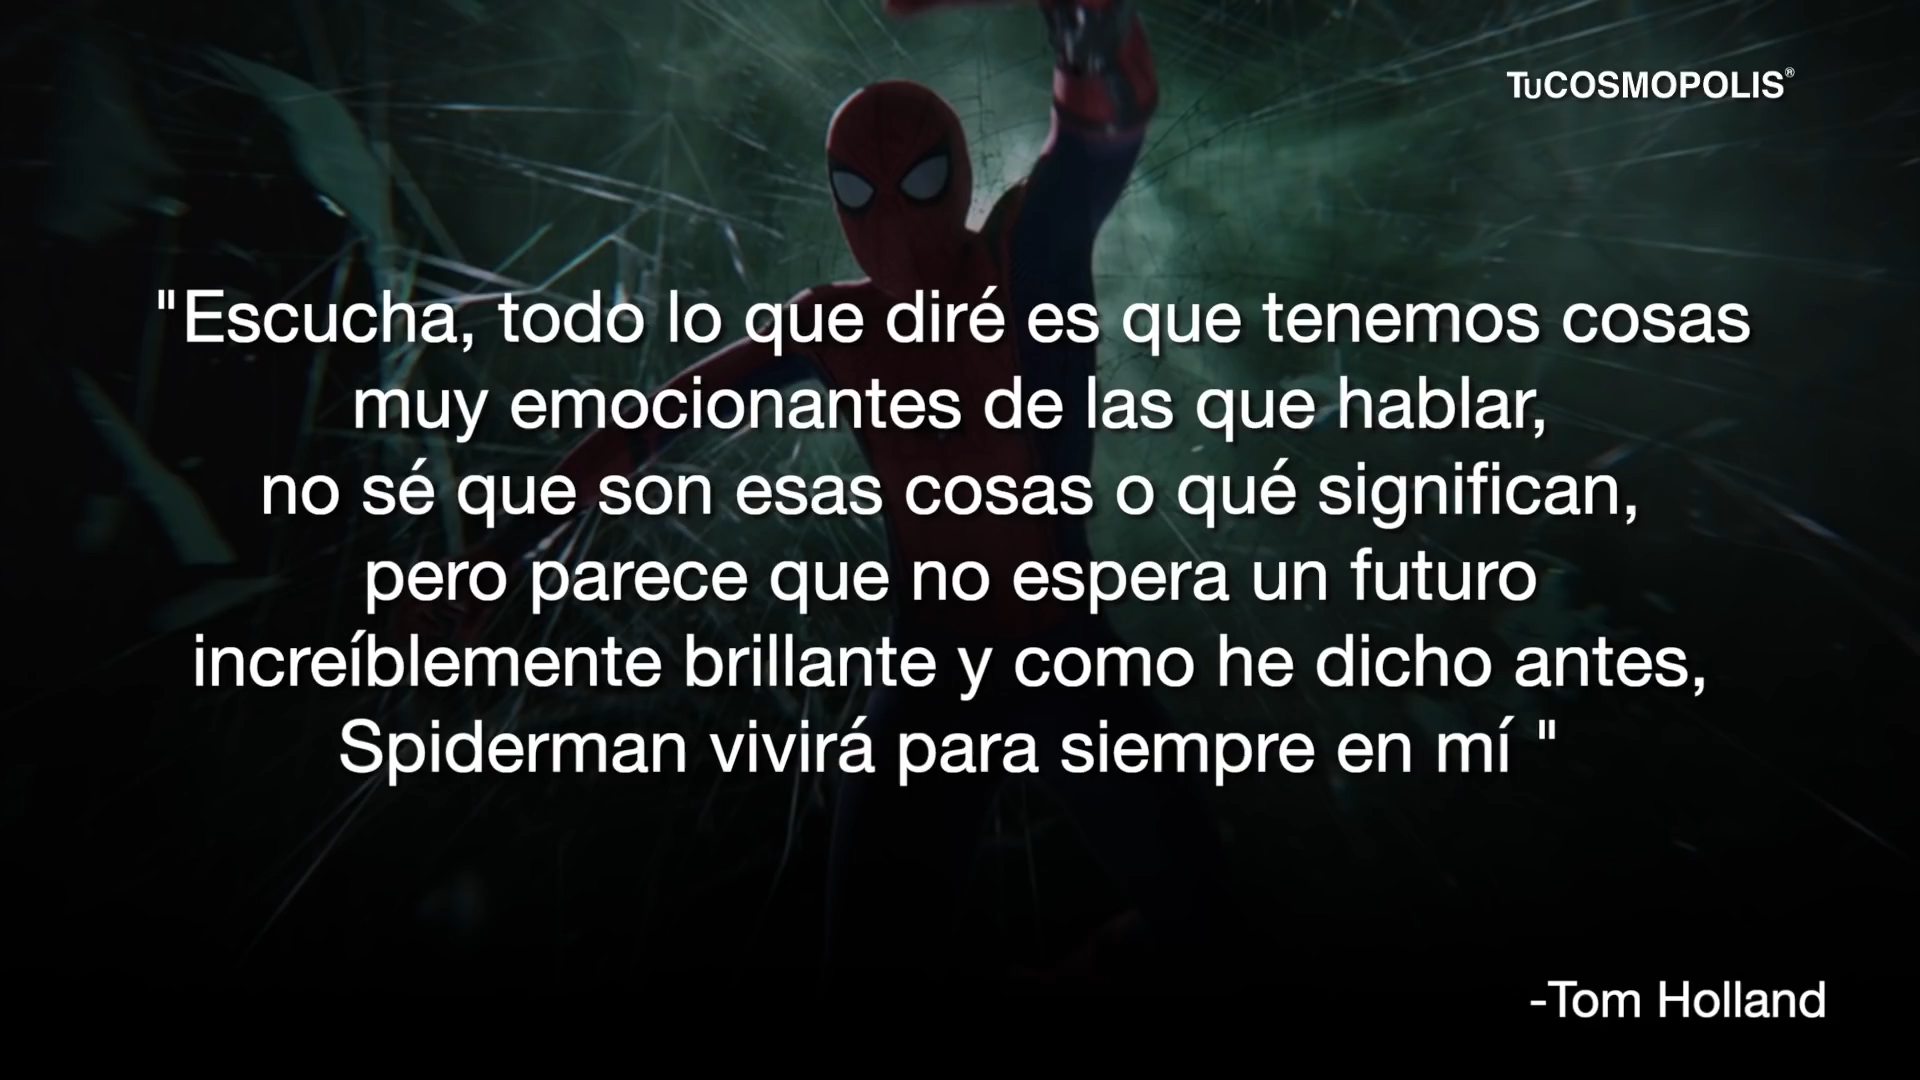 TuCOSMOPOLIS®
"Escucha, todo lo que diré es que tenemos cosas
muy emocionantes de las que hablar,
no sé que son esas cosas o qué significan,
pero parece que no espera un futuro
increíblemente brillante y como he dicho antes,
Spiderman vivirá para siempre en mí "
-Tom Holland